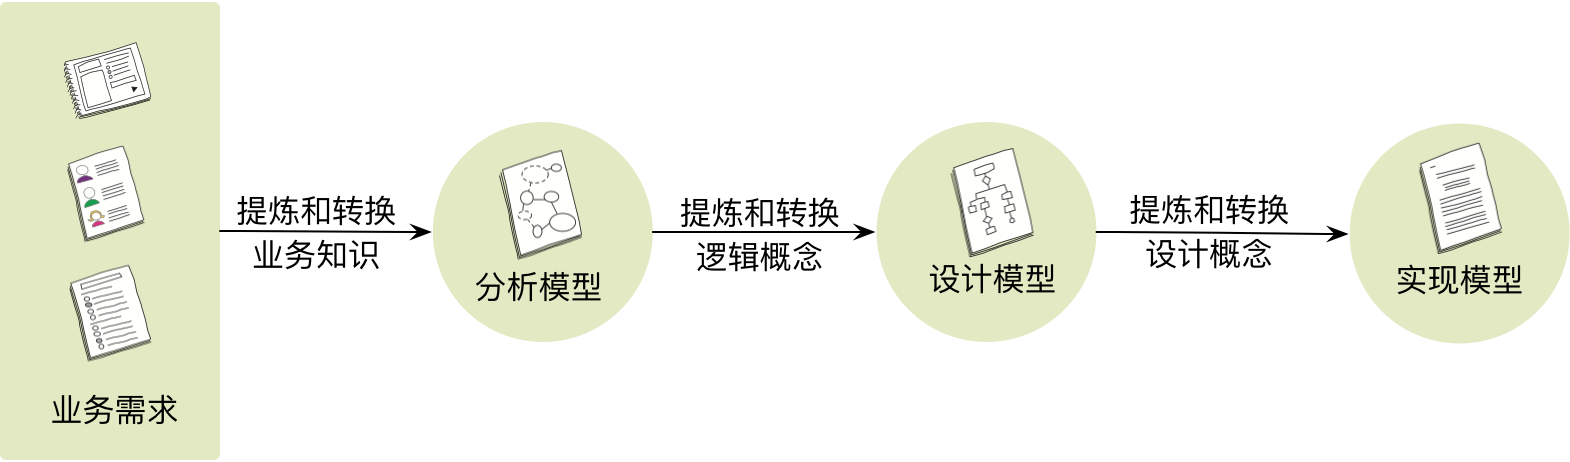 业务需求
提炼和转换
业务知识
分析模型
提炼和转换
逻辑概念
设计模型
提炼和转换
设计概念
实现模型